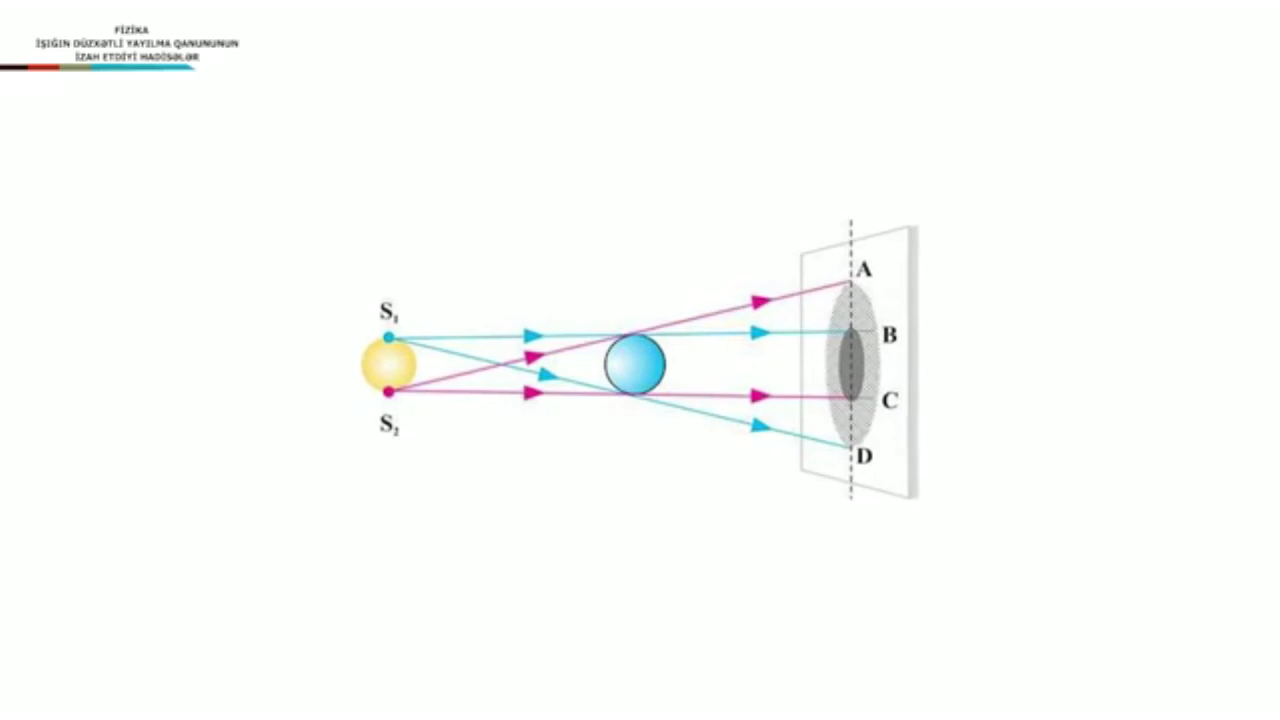 FİZİKA
İŞIĞIN DÜZXƏTLİ YAYILMA QANUNUNUN
İZAH ETDİYİ HADİSƏLƏR
S₁
A
B
C
S₂
D